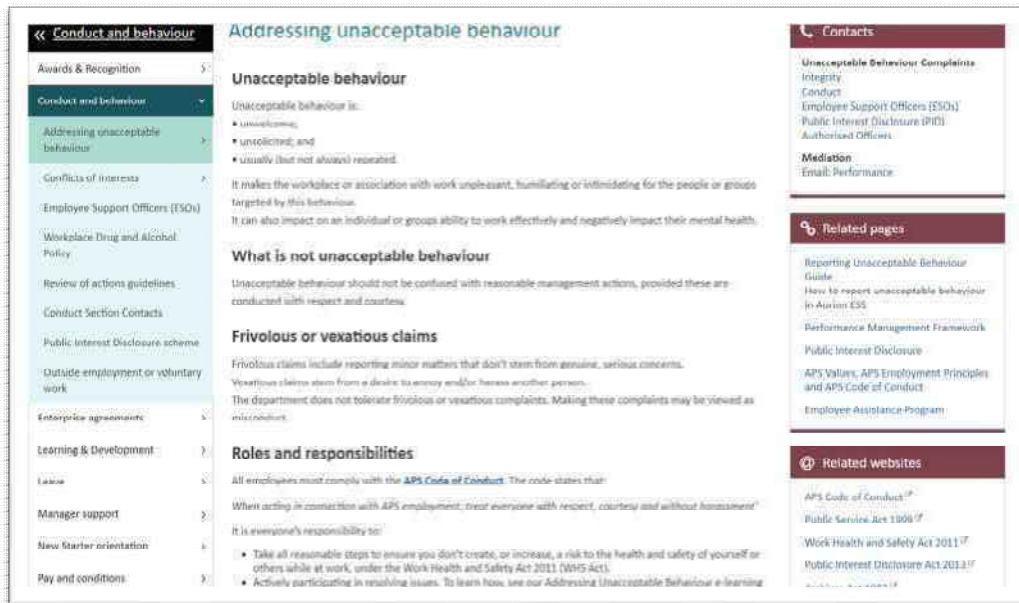 « Conduct and behaviour
Awards & Recognition
Conduct and behaviour
Addressing unacceptable
behaviour
Conflicts of interests
Employee Support Officers (ESOs)
Workplace Drug and Alcohol
Policy
Review of actions guidelines
Conduct Section Contacts
Public Interest Disclosure scheme
Outside employment or voluntary
work
Enterprise agreements
Learning & Development
Leave
Manager support
New Starter orientation
Pay and conditions
Addressing unacceptable behaviour
Unacceptable behaviour
Unacceptable behaviour is:
• unwelcome;
• unsolicited; and
• usually (but not always) repeated.
It makes the workplace or association with work unpleasant, humiliating or intimidating for the people or groups
targeted by this behaviour.
It can also impact on an individual or groups ability to work effectively and negatively impact their mental health.
What is not unacceptable behaviour
Unacceptable behaviour should not be confused with reasonable management actions, provided these are
conducted with respect and courtesy.
Frivolous or vexatious claims
Frivolous claims include reporting minor matters that don't stem from genuine, serious concerns.
Vexatious claims stem from a desire to annoy and/or harass another person.
The department does not tolerate frivolous or vexatious complaints. Making these complaints may be viewed as
misconduct.
Roles and responsibilities
All employees must comply with the APS Code of Conduct. The code states that:
When acting in connection with APS employment, treat everyone with respect, courtesy and without harassment"
It is everyone's responsibility to:
• Take all reasonable steps to ensure you don't create, or increase, a risk to the health and safety of yourself or
others while at work, under the Work Health and Safety Act 2011 (WHS Act).
• Actively participating in resolving issues. To learn how, see our Addressing Unacceptable Behaviour e-learning
Contacts
Unacceptable Behaviour Complaints
Integrity
Conduct
Employee Support Officers (ESOs)
Public Interest Disclosure (PID)
Authorised Officers
Mediation
Email: Performance
Related pages
Reporting Unacceptable Behaviour
Guide
How to report unacceptable behaviour
in Aurion ESS
Performance Management Framework
Public Interest Disclosure
APS Values, APS Employment Principles
and APS Code of Conduct
Employee Assistance Program
@ Related websites
APS Code of Conduct
Public Service Act 1999
Work Health and Safety Act 2011
Public Interest Disclosure Act 2013